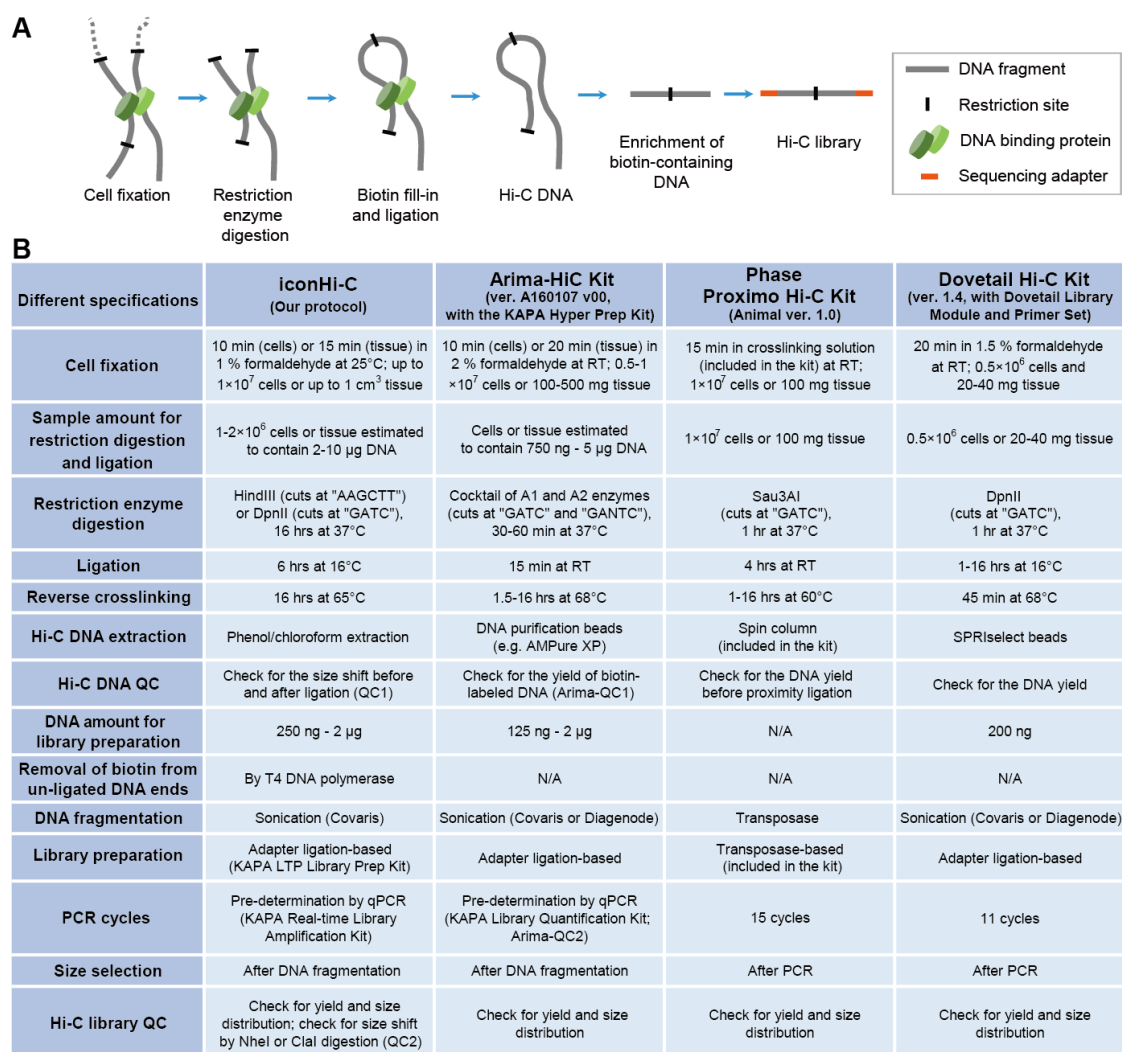 A
Cell fixation
Restriction
enzyme
digestion
Biotin fill-in
and ligation
Hi-C DNA
Enrichment of
biotin-containing
DNA
Hi-C library
DNA fragment
Restriction site
DNA binding protein
Sequencing adapter
B
Different specifications
iconHi-C
(Our protocol)
Arima-HiC Kit
(ver. A160107 v00,
with the KAPA Hyper Prep Kit)
Phase
Proximo Hi-C Kit
(Animal ver. 1.0)
Dovetail Hi-C Kit
(ver. 1.4, with Dovetail Library
Module and Primer Set)
Cell fixation
10 min (cells) or 15 min (tissue) in
1 % formaldehyde at 25°C; up to
1×10⁷ cells or up to 1 cm³ tissue
10 min (cells) or 20 min (tissue) in
2 % formaldehyde at RT; 0.5-1
×10⁷ cells or 100-500 mg tissue
15 min in crosslinking solution
(included in the kit) at RT;
1×10⁷ cells or 100 mg tissue
20 min in 1.5 % formaldehyde
at RT; 0.5×10⁶ cells and
20-40 mg tissue
Sample amount for
restriction digestion
and ligation
1-2×10⁶ cells or tissue estimated
to contain 2-10 µg DNA
Cells or tissue estimated
to contain 750 ng - 5 µg DNA
1×10⁷ cells or 100 mg tissue
0.5×10⁶ cells or 20-40 mg tissue
Restriction enzyme
digestion
HindIII (cuts at "AAGCTT")
or DpnII (cuts at "GATC"),
16 hrs at 37°C
Cocktail of A1 and A2 enzymes
(cuts at "GATC" and "GANTC"),
30-60 min at 37°C
Sau3AI
(cuts at "GATC"),
1 hr at 37°C
DpnII
(cuts at "GATC"),
1 hr at 37°C
Ligation
6 hrs at 16°C
15 min at RT
4 hrs at RT
1-16 hrs at 16°C
Reverse crosslinking
16 hrs at 65°C
1.5-16 hrs at 68°C
1-16 hrs at 60°C
45 min at 68°C
Hi-C DNA extraction
Phenol/chloroform extraction
DNA purification beads
(e.g. AMPure XP)
Spin column
(included in the kit)
SPRIselect beads
Hi-C DNA QC
Check for the size shift before
and after ligation (QC1)
Check for the yield of biotin-
labeled DNA (Arima-QC1)
Check for the DNA yield
before proximity ligation
Check for the DNA yield
DNA amount for
library preparation
250 ng - 2 µg
125 ng - 2 µg
N/A
200 ng
Removal of biotin from
un-ligated DNA ends
By T4 DNA polymerase
N/A
N/A
N/A
DNA fragmentation
Sonication (Covaris)
Sonication (Covaris or Diagenode)
Transposase
Sonication (Covaris or Diagenode)
Library preparation
Adapter ligation-based
(KAPA LTP Library Prep Kit)
Adapter ligation-based
Transposase-based
(included in the kit)
Adapter ligation-based
PCR cycles
Pre-determination by qPCR
(KAPA Real-time Library
Amplification Kit)
Pre-determination by qPCR
(KAPA Library Quantification Kit;
Arima-QC2)
15 cycles
11 cycles
Size selection
After DNA fragmentation
After DNA fragmentation
After PCR
After PCR
Hi-C library QC
Check for yield and size
distribution; check for size shift
by NheI or ClaI digestion (QC2)
Check for yield and size
distribution
Check for yield and size
distribution
Check for yield and size
distribution